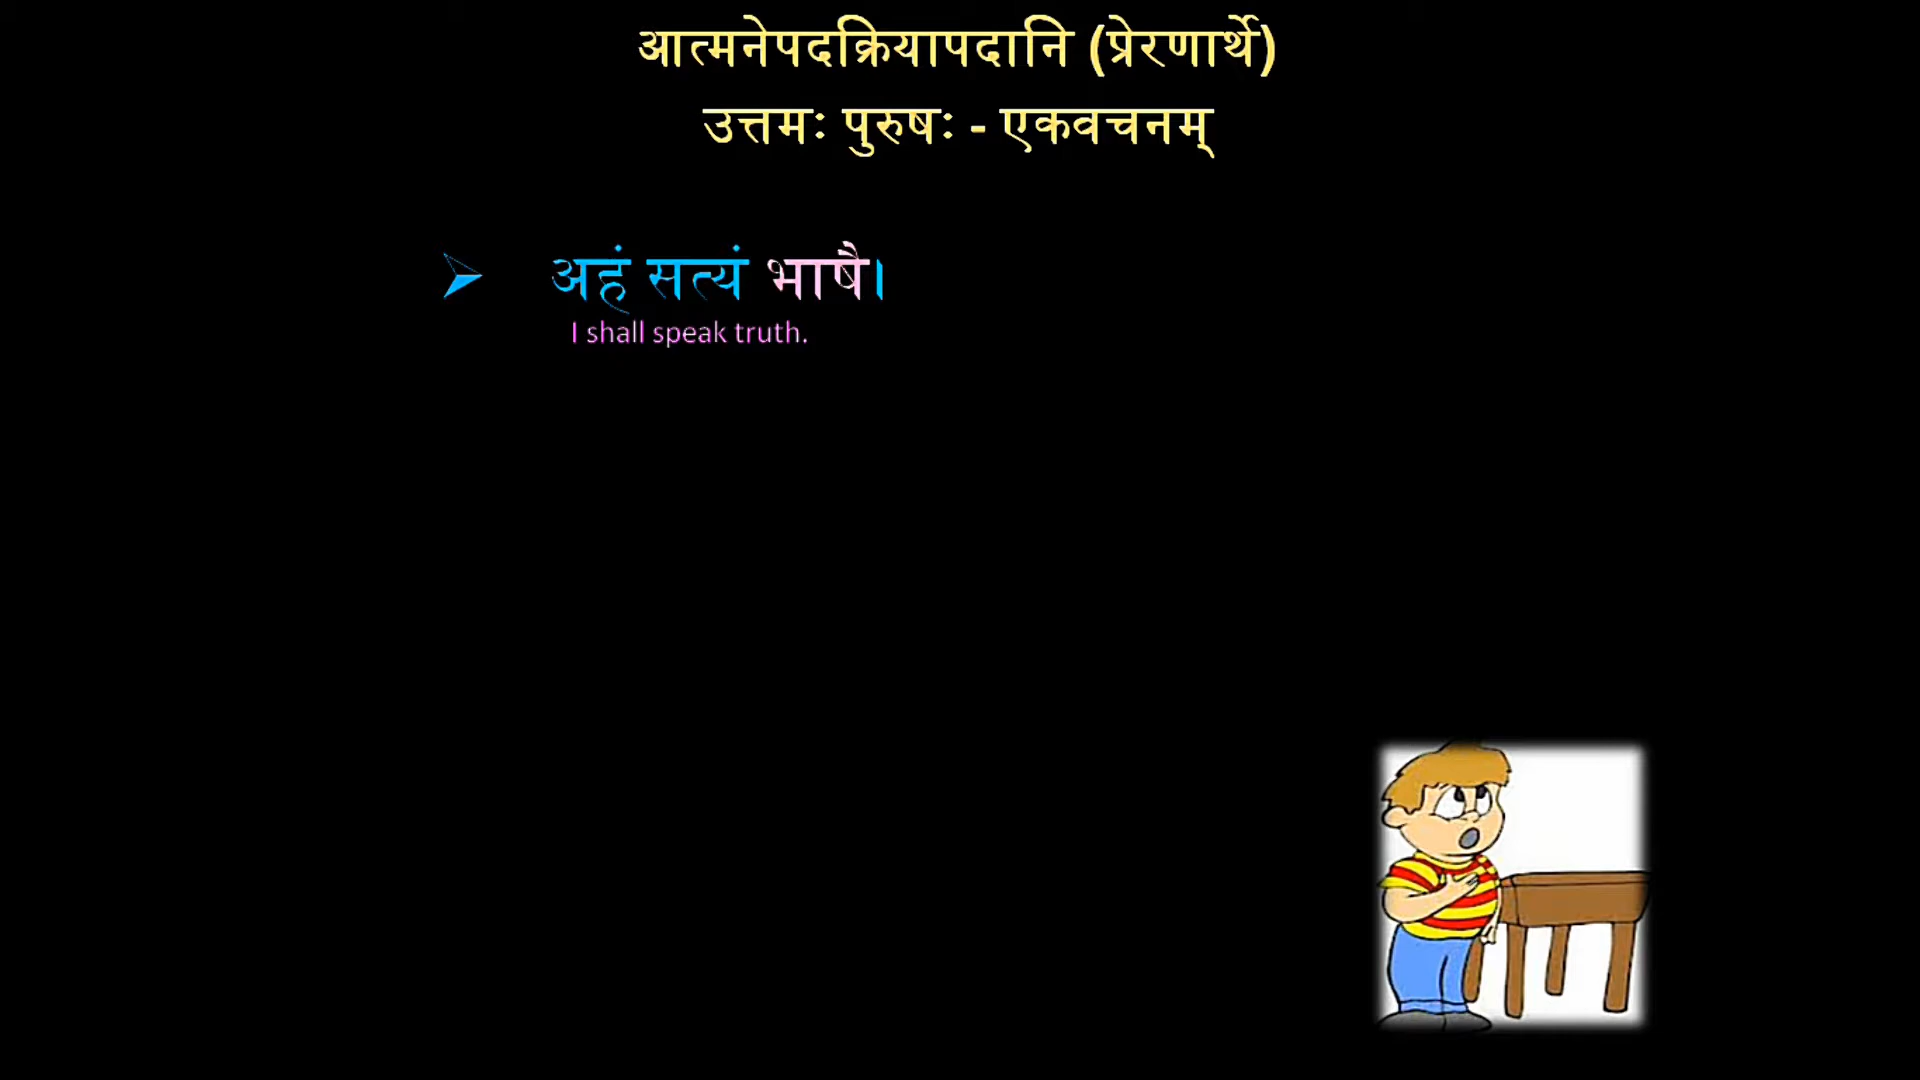 आत्मनेपदक्रियापदानि (प्रेरणार्थे)
उत्तमः पुरुषः - एकवचनम्
अहं सत्यं भाषै।
I shall speak truth.